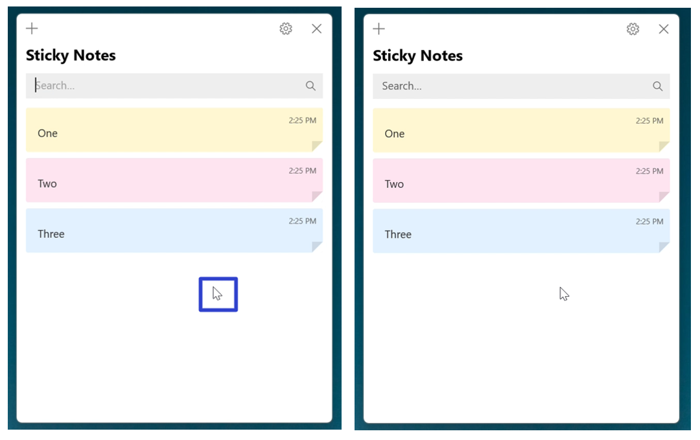 Sticky Notes
Search...
2:25 PM
One
2:25 PM
Two
2:25 PM
Three
Sticky Notes
Search...
2:25 PM
One
2:25 PM
Two
2:25 PM
Three